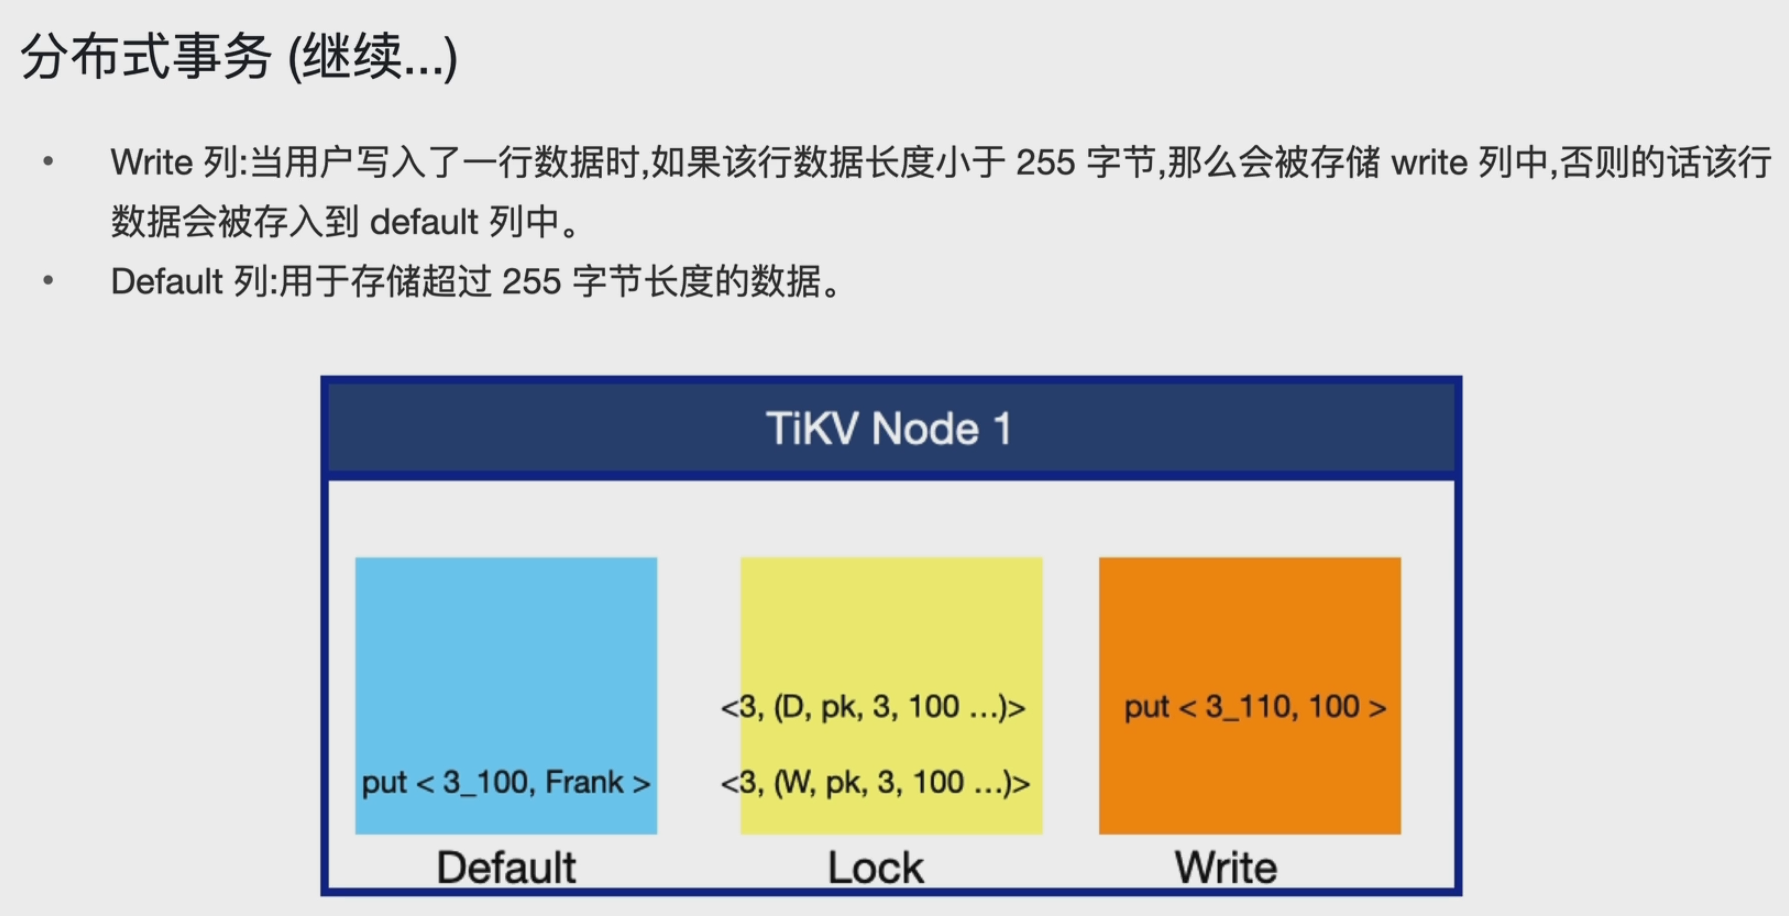 分布式事务 (继续...)
• Write 列:当用户写入了一行数据时,如果该行数据长度小于 255 字节,那么会被存储 write 列中,否则的话该行
数据会被存入到 default 列中。
• Default 列:用于存储超过 255 字节长度的数据。
TiKV Node 1
<3, (D, pk, 3, 100 ...)>
put < 3_110, 100 >
put < 3_100, Frank >
<3, (W, pk, 3, 100 ...)>
Default
Lock
Write